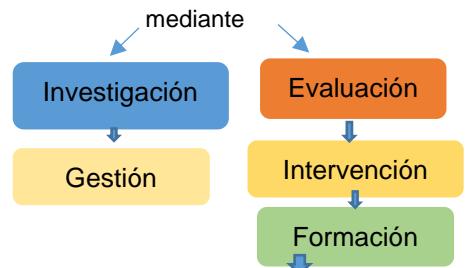 mediante
Investigación
Evaluación
Gestión
Intervención
Formación